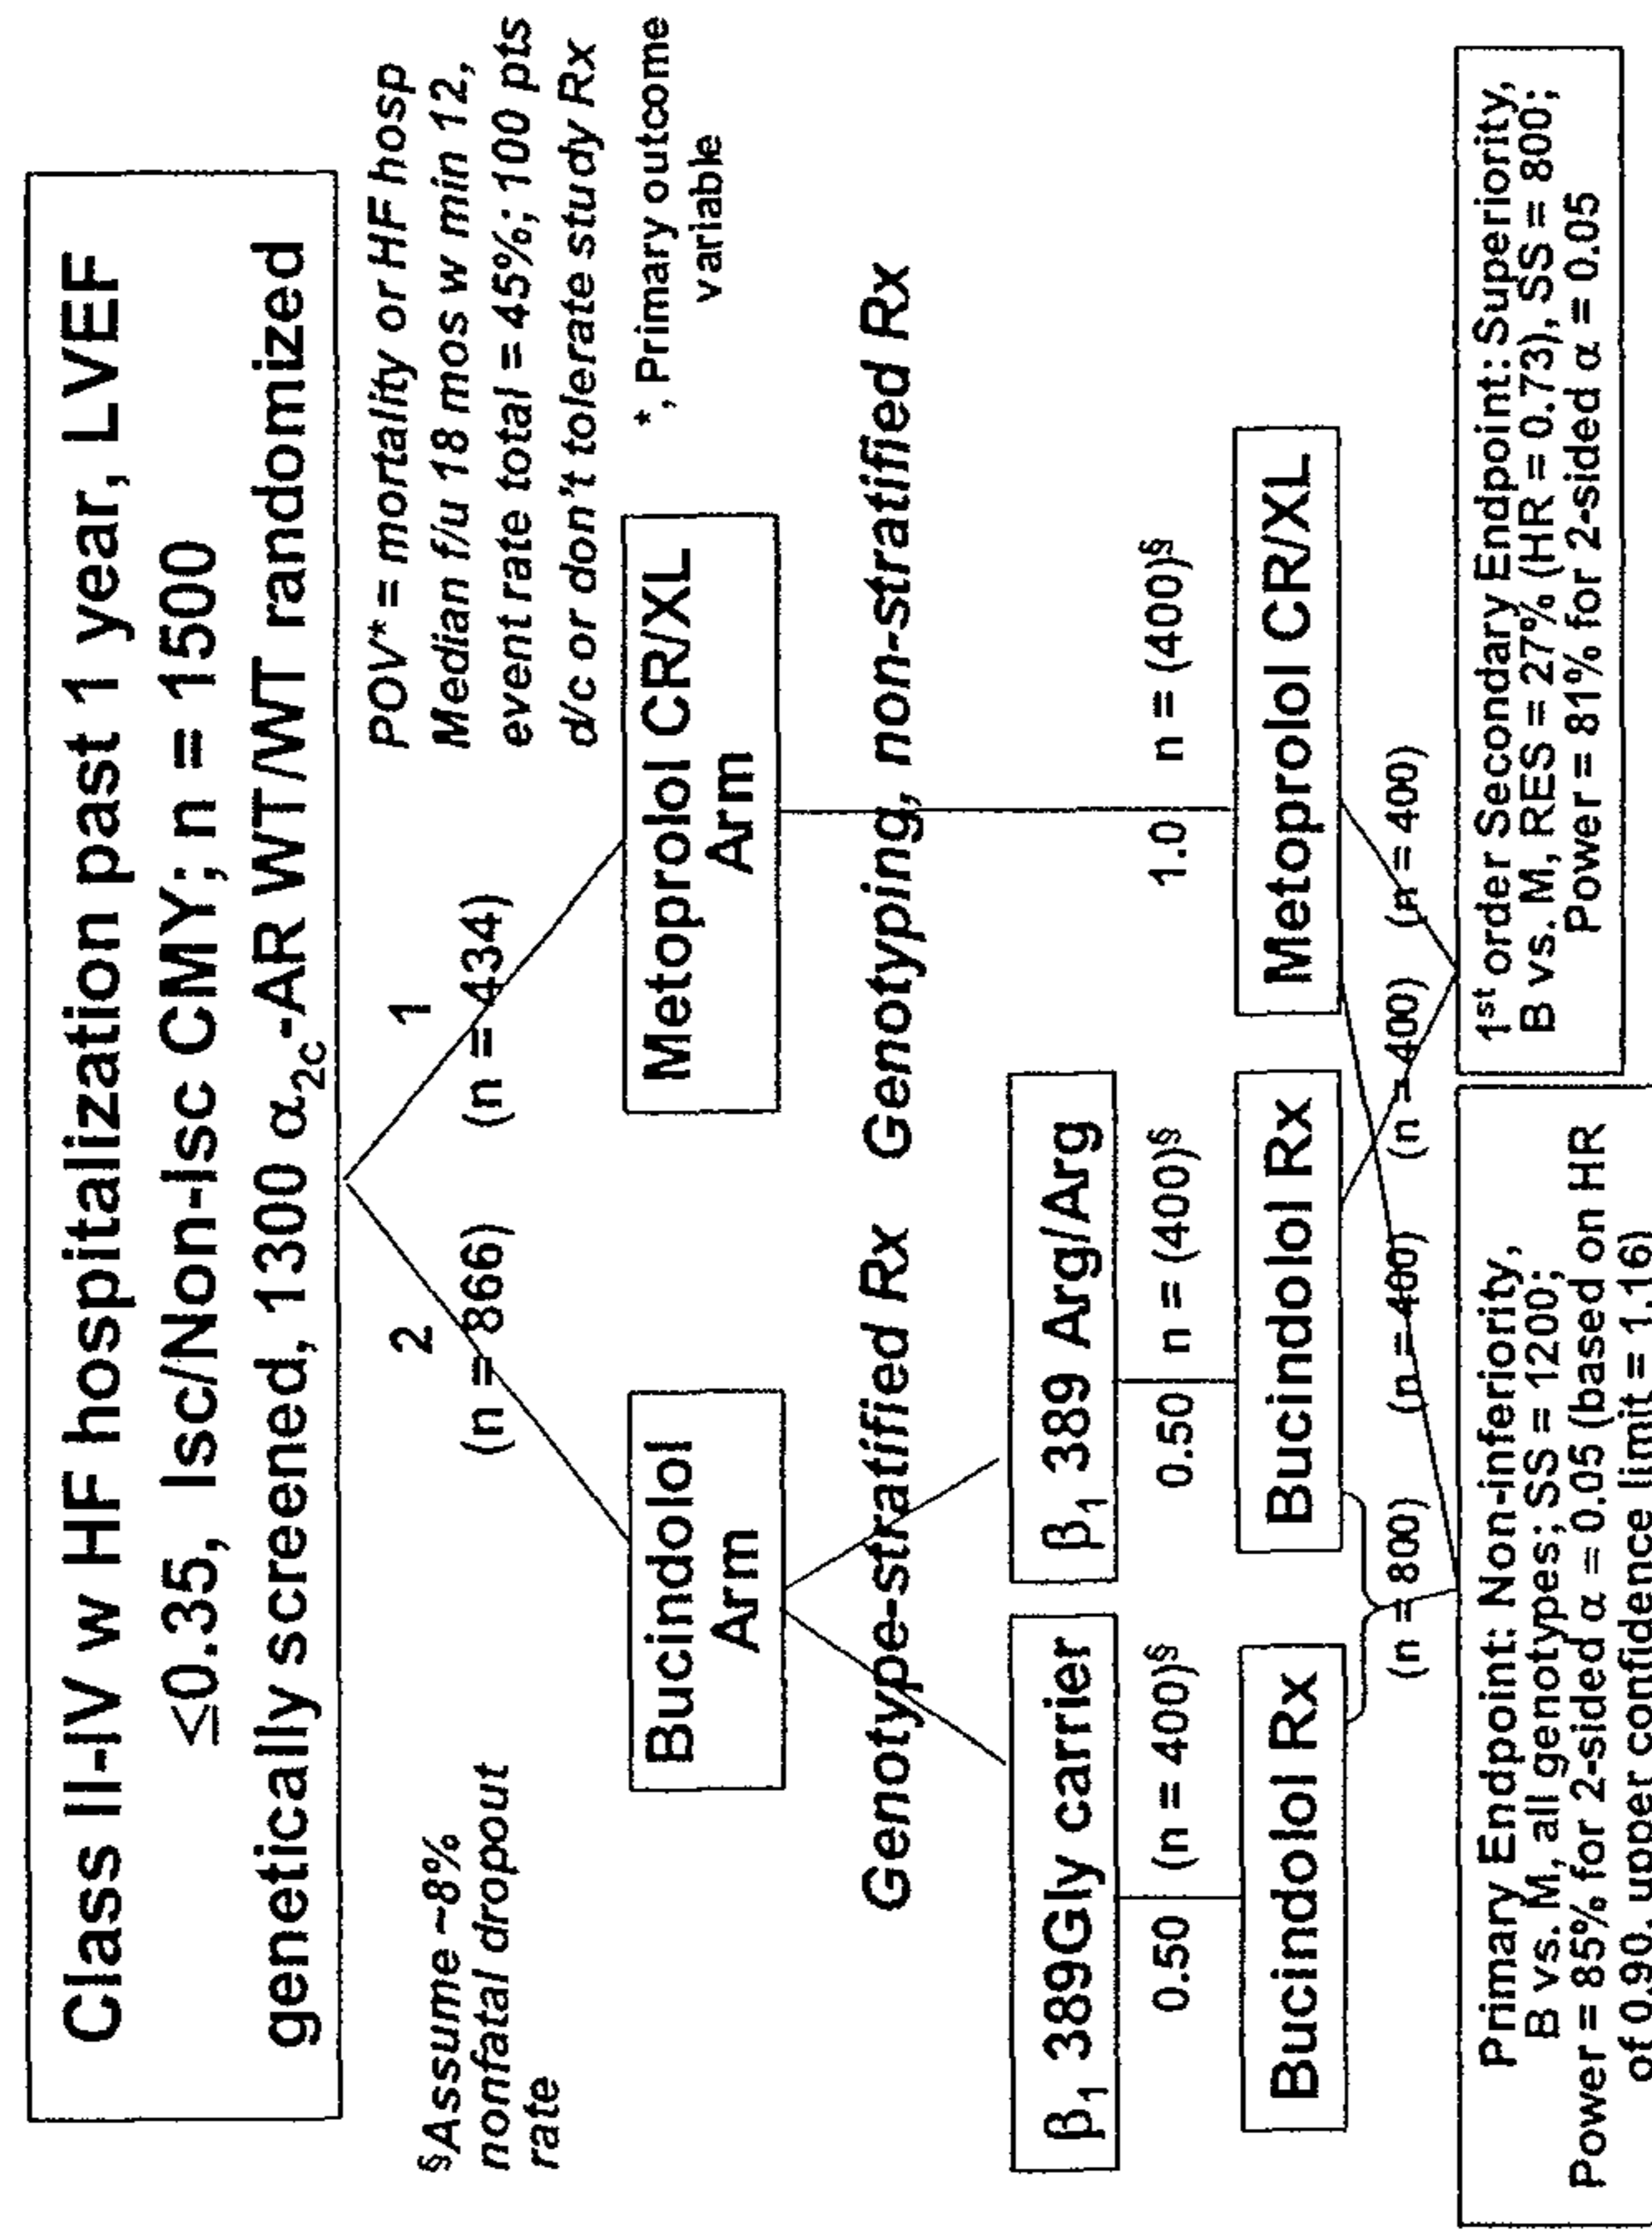 Class II-IV w HF hospitalization past 1 year, LVEF
≤0.35, Isc/Non-Isc CMY; n = 1500
genetically screened, 1300 α2c-AR WT/WT randomized
POV* = mortality or HF hosp
Median f/u 18 mos w min 12,
event rate total = 45%; 100 pts
d/c or don't tolerate study Rx
*, Primary outcome
variable
§Assume ~8%
nonfatal dropout
rate
2
(n = 866)
1
(n = 434)
Bucindolol
Arm
Metoprolol CR/XL
Arm
Genotype-stratified Rx
Genotyping, non-stratified Rx
β1 389Gly carrier
β1 389 Arg/Arg
0.50 (n = 400)§
0.50 n = (400)§
1.0 n = (400)§
Bucindolol Rx
Bucindolol Rx
Metoprolol CR/XL
(n = 800)
(n = 400)
(n = 400)
(n = 400)
Primary Endpoint: Non-inferiority,
B vs. M, all genotypes; SS = 1200;
Power = 85% for 2-sided α = 0.05 (based on HR
of 0.90, upper confidence limit = 1.16)
1st order Secondary Endpoint: Superiority,
B vs. M, RES = 27% (HR = 0.73), SS = 800;
Power = 81% for 2-sided α = 0.05